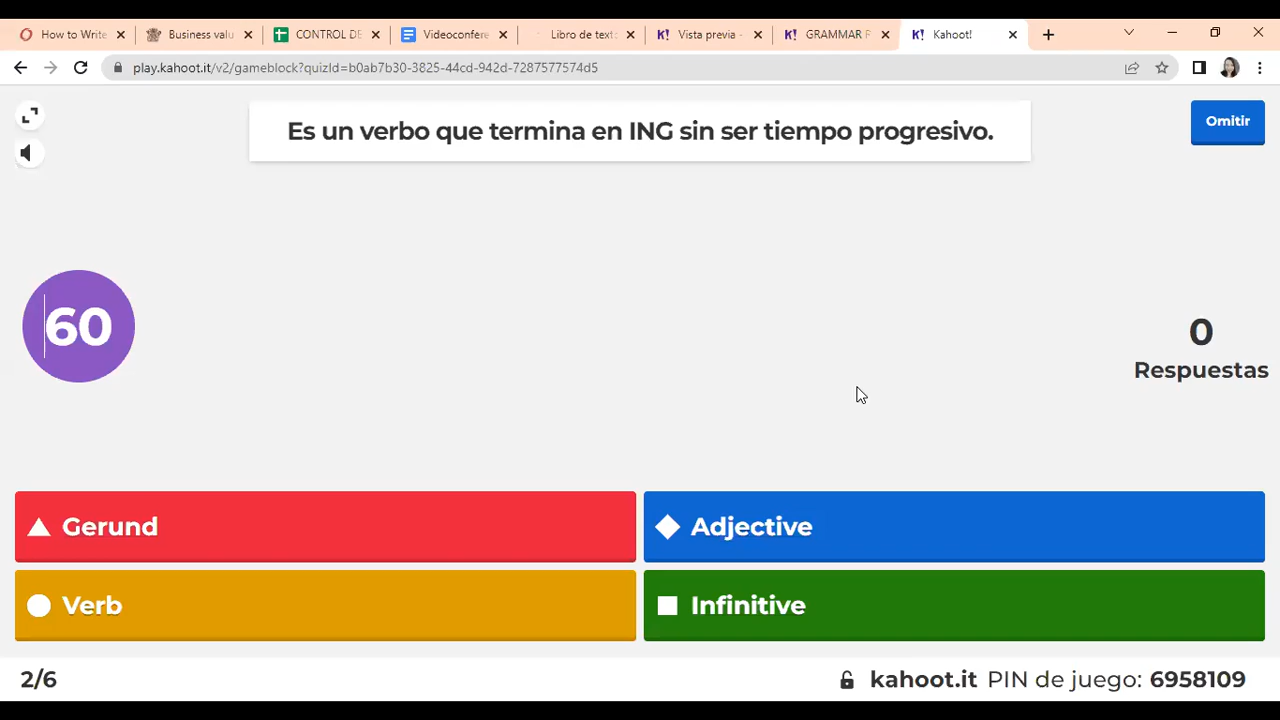 How to Write
Business valu
CONTROL DE
Videoconfere
Libro de text
Vista previa -
GRAMMAR F
Kahoot!
play.kahoot.it/v2/gameblock?quizId=b0ab7b30-3825-44cd-942d-7287577574d5
Es un verbo que termina en ING sin ser tiempo progresivo.
Omitir
60
0
Respuestas
Gerund
Adjective
Verb
Infinitive
2/6
kahoot.it PIN de juego: 6958109